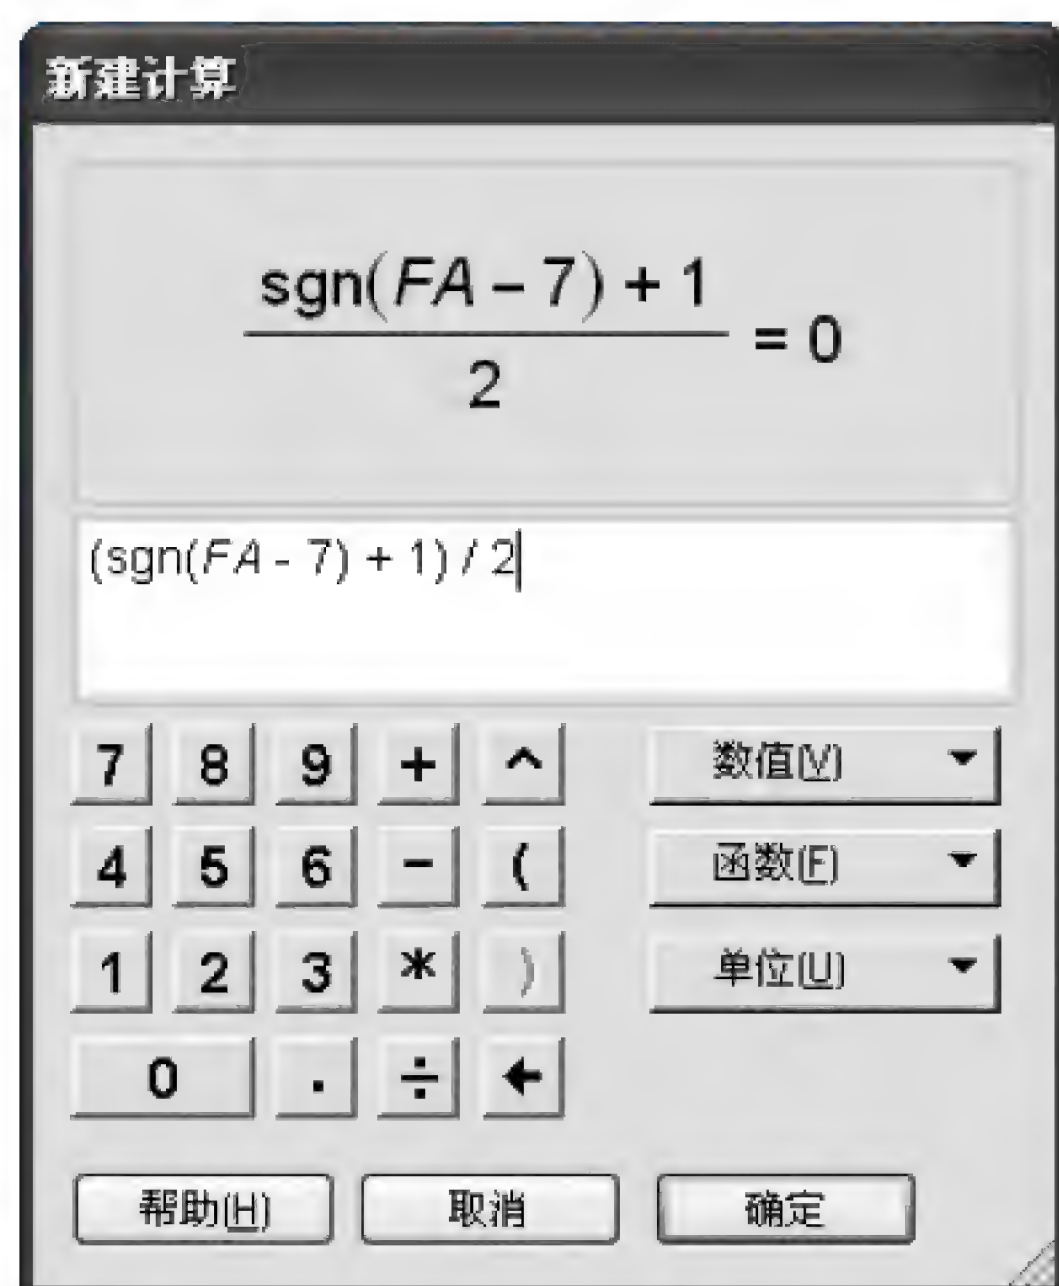 新建计算
sgn(FA – 7) + 1
= 0
2
(sgn(FA - 7) + 1) / 2
7 8 9 + ^ 数值(V)
4 5 6 − ( 函数(F)
1 2 3 * ) 单位(U)
0 . ÷
帮助(H) 取消 确定